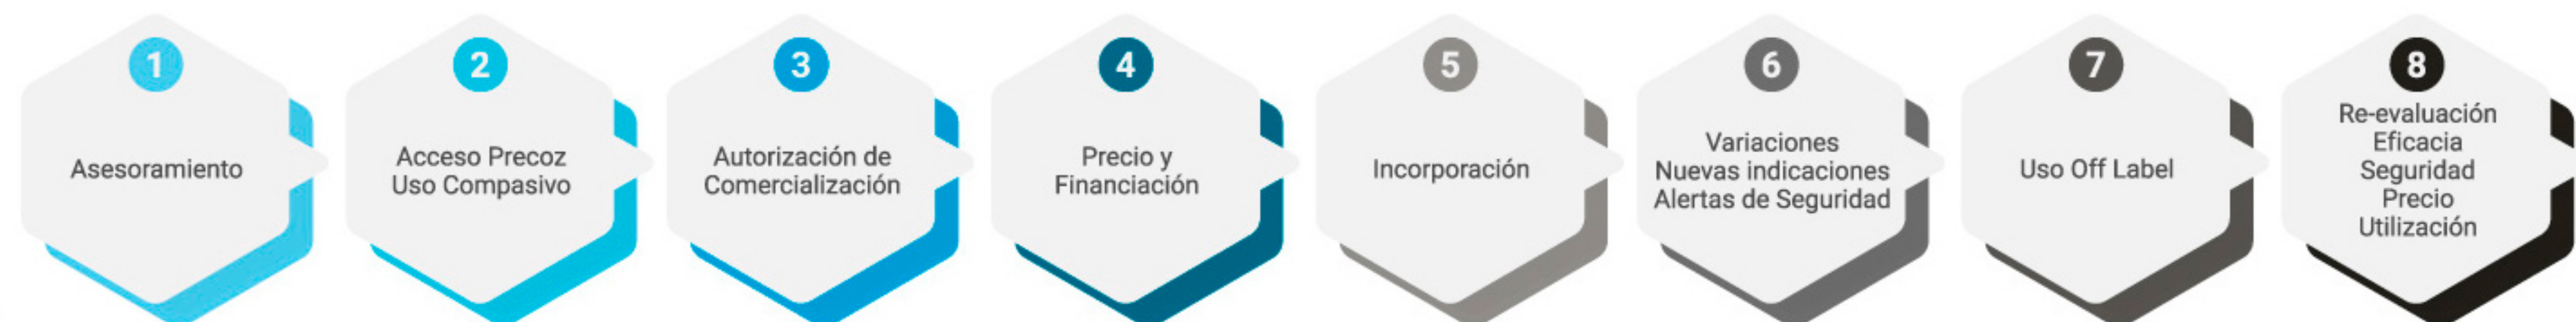 1
Asesoramiento
2
Acceso Precoz
Uso Compasivo
3
Autorización de
Comercialización
4
Precio y
Financiación
5
Incorporación
6
Variaciones
Nuevas indicaciones
Alertas de Seguridad
7
Uso Off Label
8
Re-evaluación
Eficacia
Seguridad
Precio
Utilización